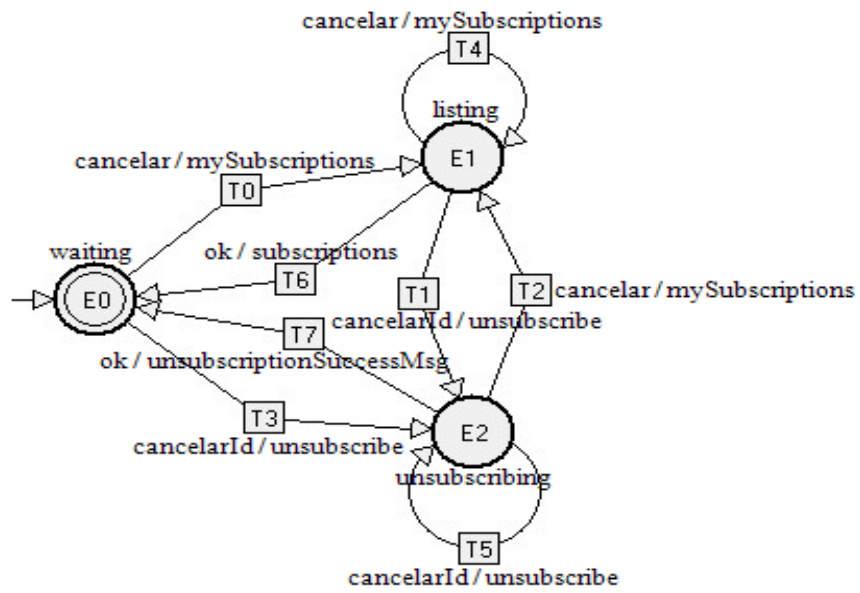 cancelar/mySubscriptions
T4
listing
E1
cancelar/mySubscriptions
T0
waiting
ok/subscriptions
E0
T6
T1
T2
cancelar/mySubscriptions
cancelarId/unsubscribe
T7
ok/unsubscriptionSuccessMsg
T3
E2
cancelarId/unsubscribe
unsubscribing
T5
cancelarId/unsubscribe